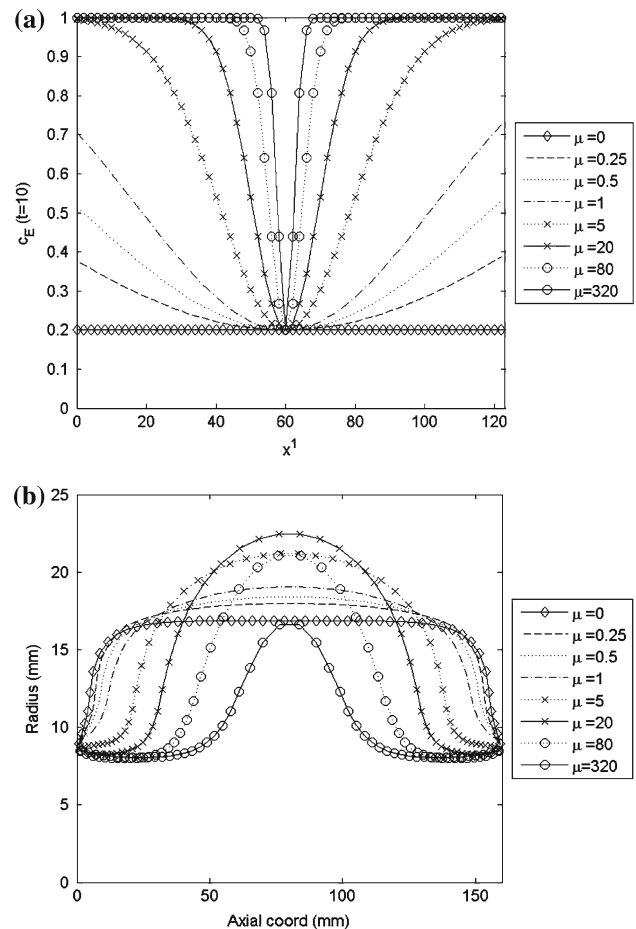 (a)
1
0.9
0.8
0.7
0.6
0.5
0.4
0.3
0.2
0.1
0
c_E (t=10)
0 20 40 60 80 100 120
x^1
μ =0
μ =0.25
μ =0.5
μ =1
μ =5
μ =20
μ =80
μ=320
(b)
25
20
15
10
5
0
Radius (mm)
0 50 100 150
Axial coord (mm)
μ =0
μ =0.25
μ =0.5
μ =1
μ =5
μ =20
μ =80
μ=320